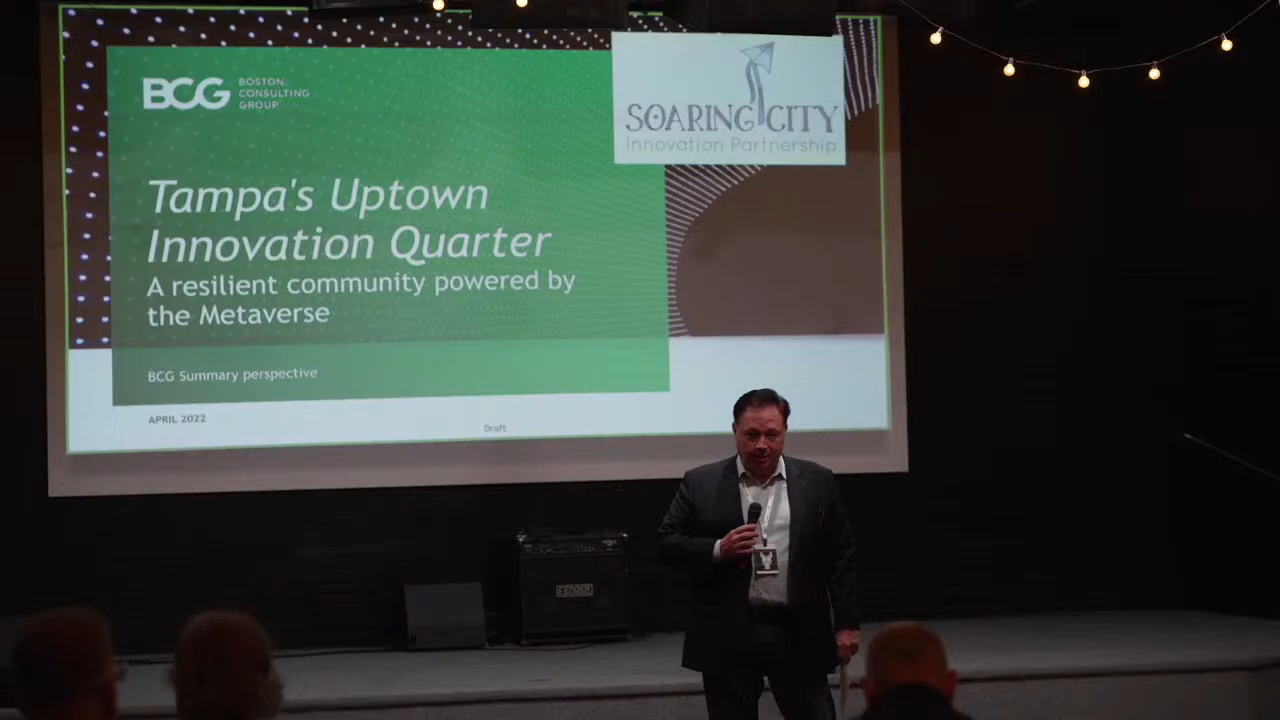 BCG
BOSTON
CONSULTING
GROUP
SOARING CITY
Innovation Partnership
Tampa's Uptown
Innovation Quarter
A resilient community powered by
the Metaverse
BCG Summary perspective
APRIL 2022
Draft
FENDER